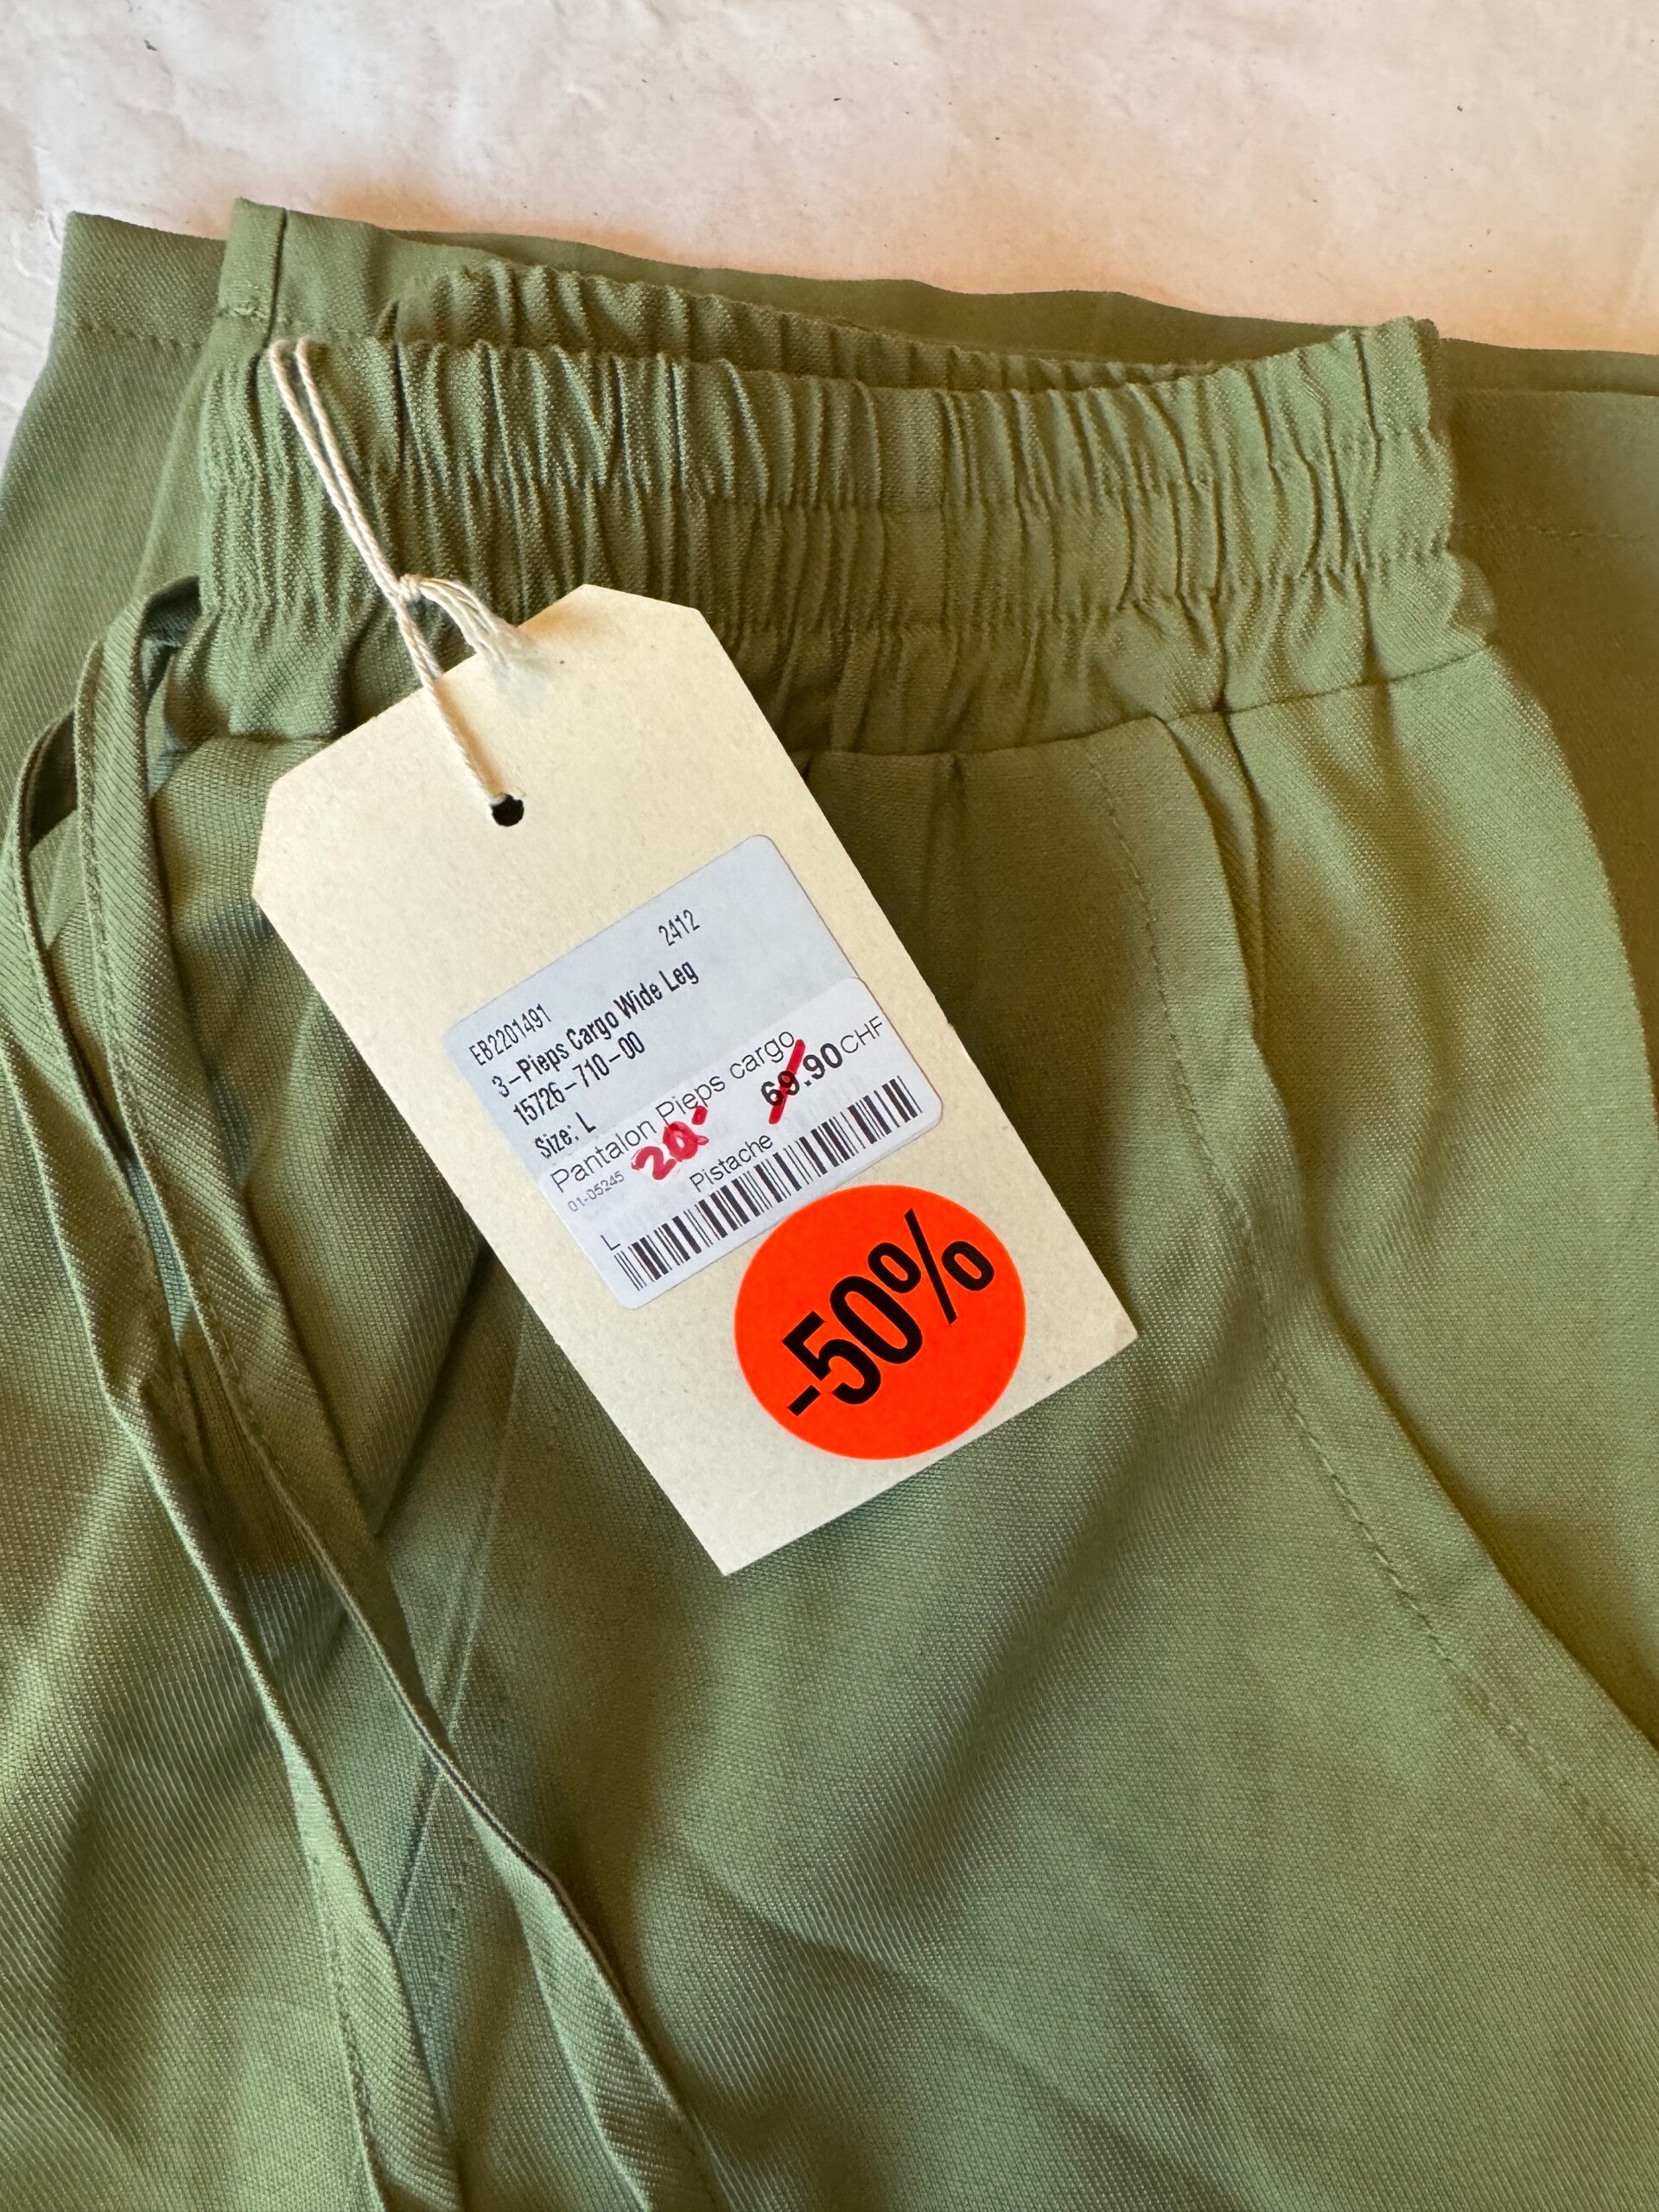 2412
EB2201491
3-Pieps Cargo Wide Leg
15726-710-00
Size: L
Pantalon Pieps cargo
01-05245 20.- 69.90CHF
L Pistache
-50%